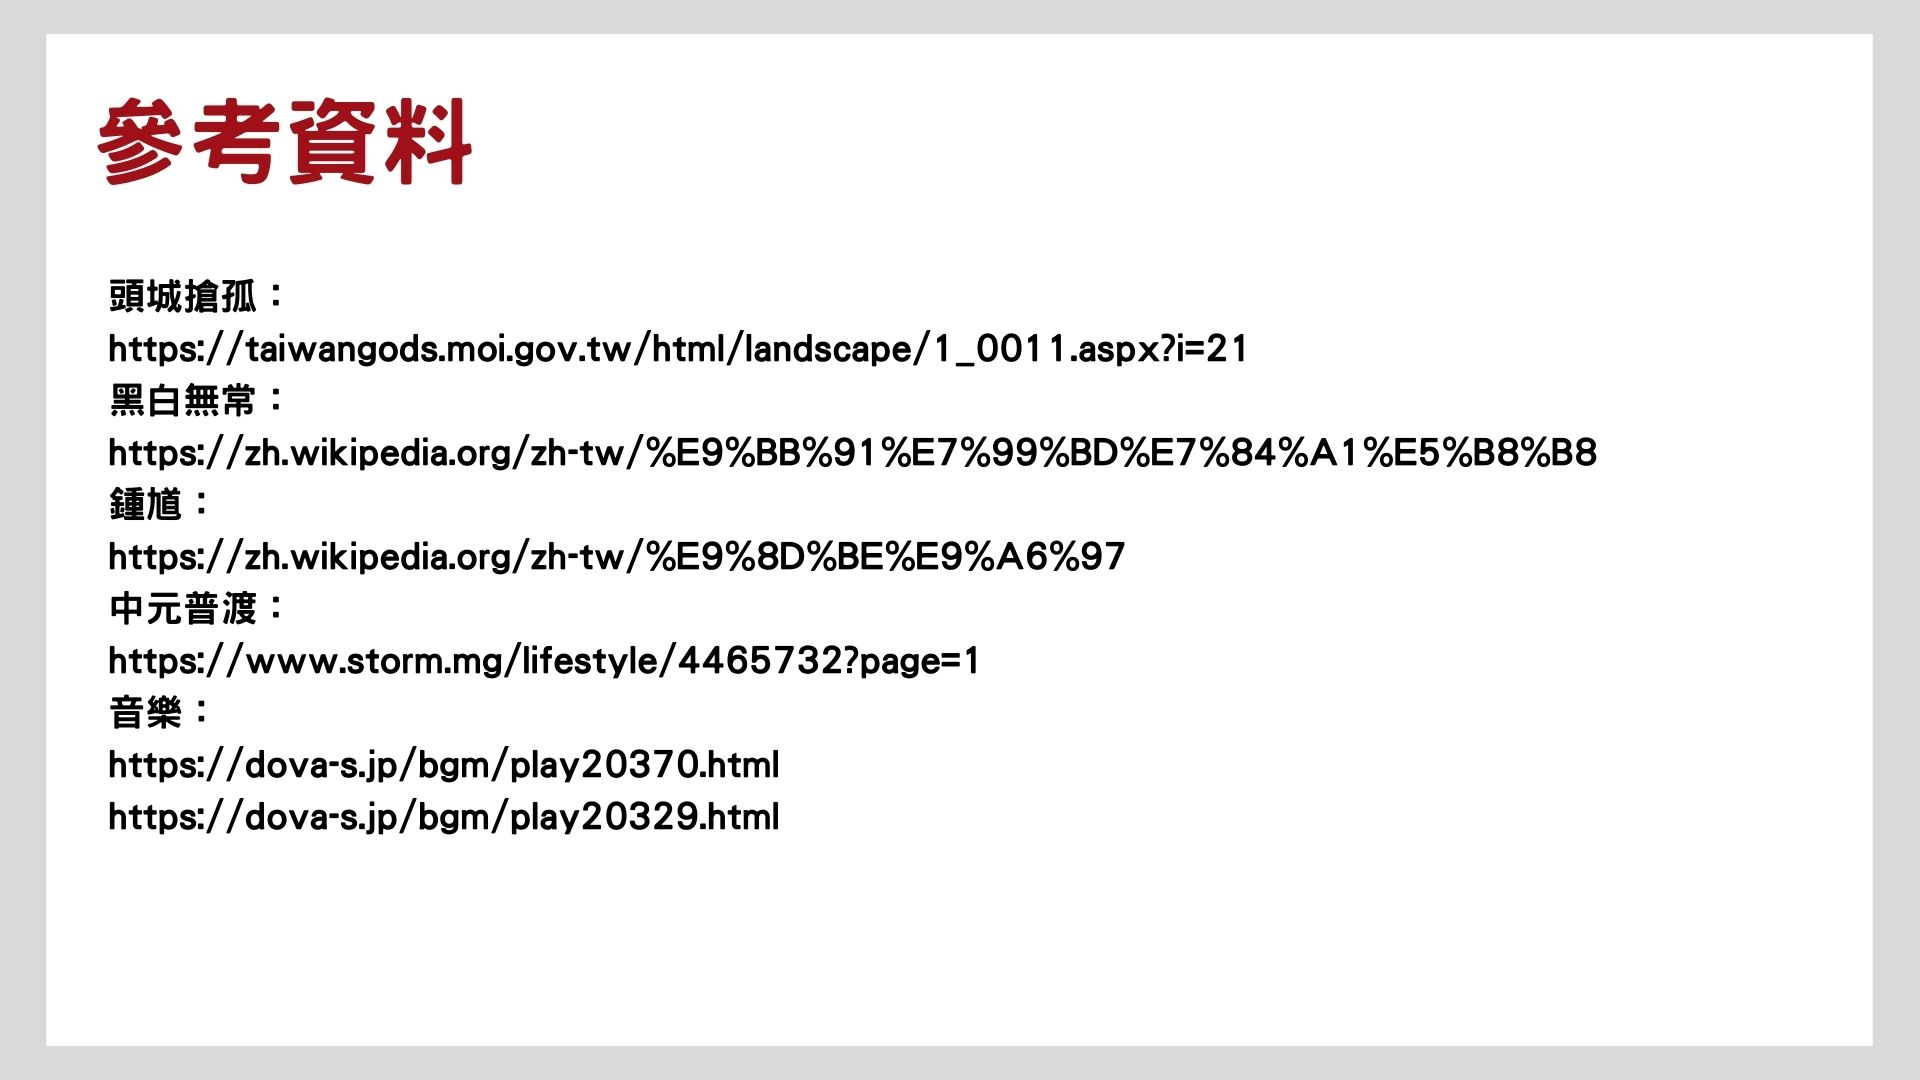 參考資料
頭城搶孤：
https://taiwangods.moi.gov.tw/html/landscape/1_0011.aspx?i=21
黑白無常：
https://zh.wikipedia.org/zh-tw/%E9%BB%91%E7%99%BD%E7%84%A1%E5%B8%B8
鍾馗：
https://zh.wikipedia.org/zh-tw/%E9%8D%BE%E9%A6%97
中元普渡：
https://www.storm.mg/lifestyle/4465732?page=1
音樂：
https://dova-s.jp/bgm/play20370.html
https://dova-s.jp/bgm/play20329.html